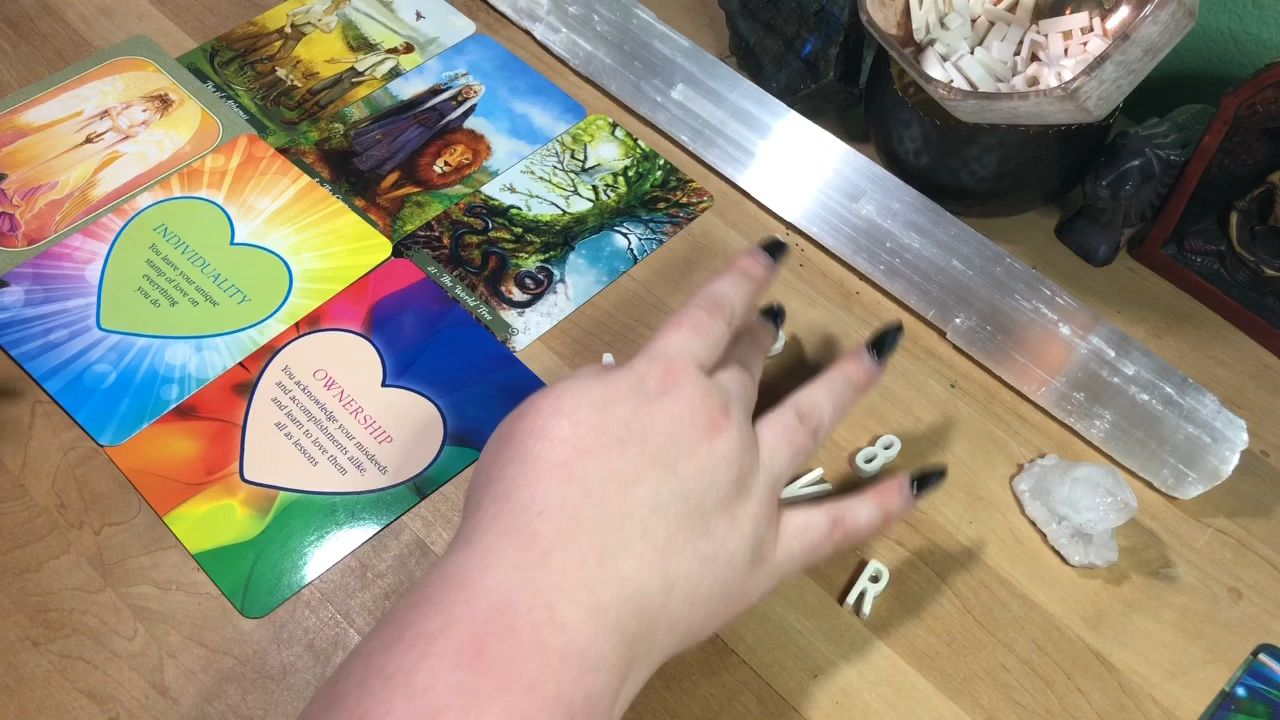 INDIVIDUALITY
You leave your unique
stamp of love on
everything
you do
OWNERSHIP
You acknowledge your misdeeds
and accomplishments alike
and learn to love them
all as lessons
21 · The World Tree
8
R